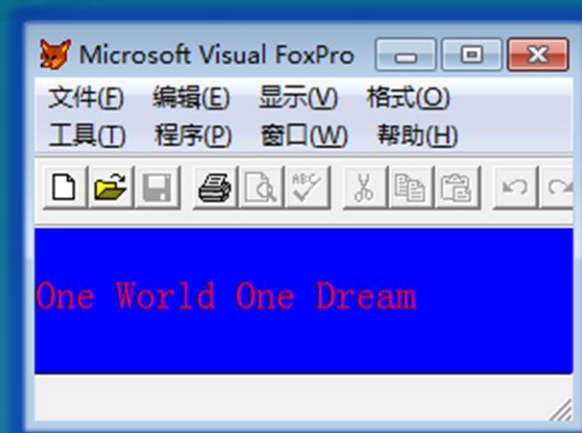 Microsoft Visual FoxPro
文件(F) 编辑(E) 显示(V) 格式(O)
工具(T) 程序(P) 窗口(W) 帮助(H)
ABC
One World One Dream